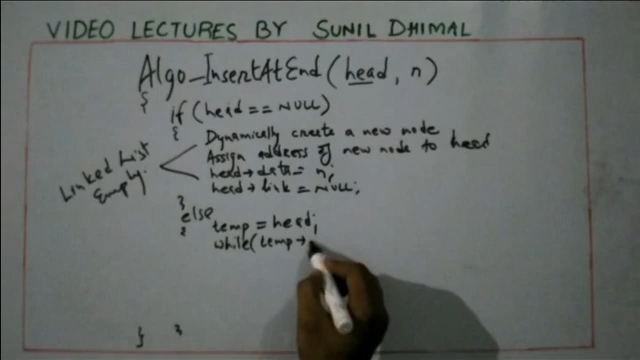 VIDEO LECTURES BY SUNIL DHIMAL
Algo_InsertAtEnd(head, n)
{
if (head == NULL)
{ Dynamically create a new node
Assign address of new node to head
head→data = n;
head→link = NULL;
Linked List
Empty.
}
else
{ temp = head;
while(temp→
} }